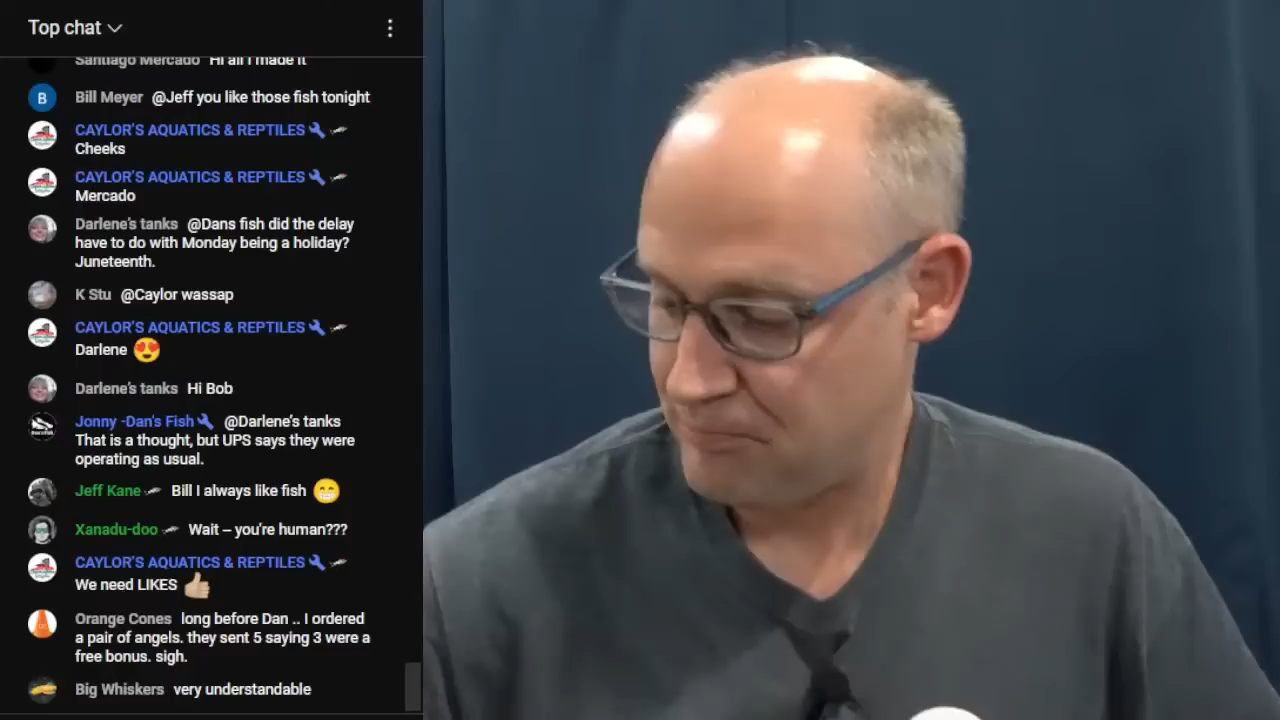 Top chat
Santiago Mercado Hi all I made it
B Bill Meyer @Jeff you like those fish tonight
CAYLOR'S AQUATICS & REPTILES
Cheeks
CAYLOR'S AQUATICS & REPTILES
Mercado
Darlene's tanks @Dans fish did the delay
have to do with Monday being a holiday?
Juneteenth.
K Stu @Caylor wassap
CAYLOR'S AQUATICS & REPTILES
Darlene 😍
Darlene's tanks Hi Bob
Jonny -Dan's Fish @Darlene's tanks
That is a thought, but UPS says they were
operating as usual.
Jeff Kane Bill I always like fish 😁
Xanadu-doo Wait – you're human???
CAYLOR'S AQUATICS & REPTILES
We need LIKES 👍🏼
Orange Cones long before Dan .. I ordered
a pair of angels. they sent 5 saying 3 were a
free bonus. sigh.
Big Whiskers very understandable